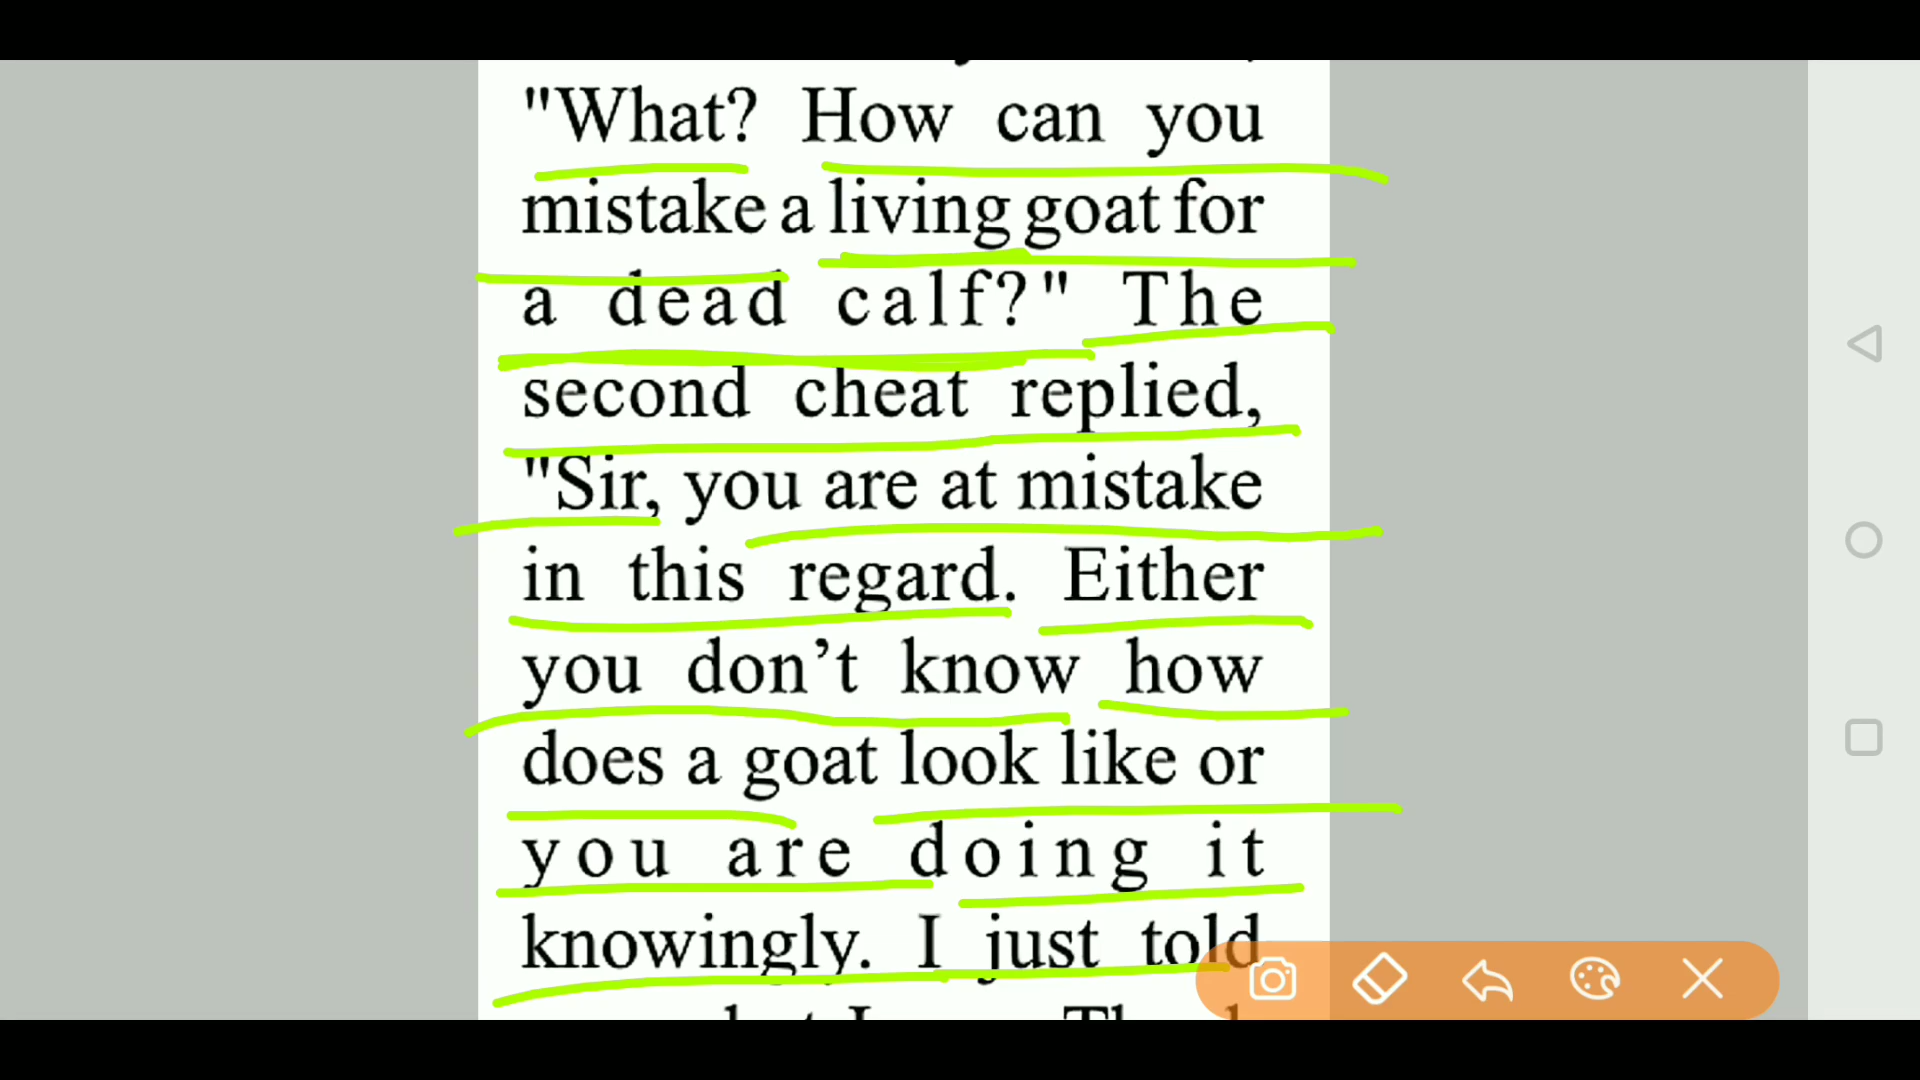 "What? How can you
mistake a living goat for
a dead calf?" The
second cheat replied,
"Sir, you are at mistake
in this regard. Either
you don’t know how
does a goat look like or
you are doing it
knowingly. I just told